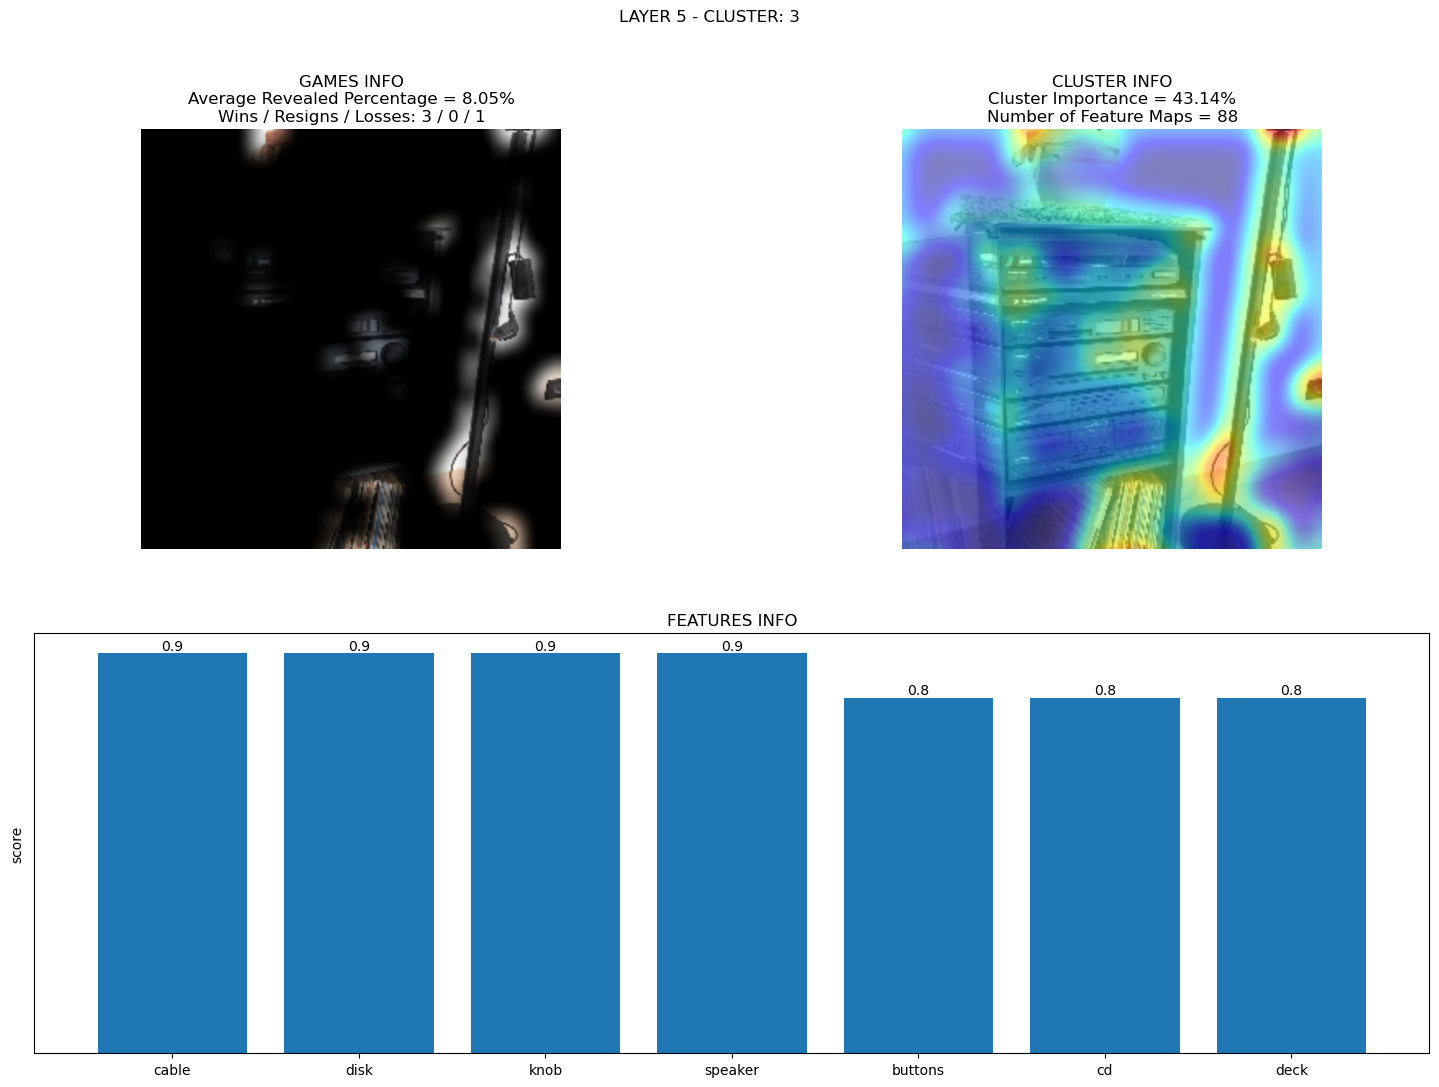 LAYER 5 - CLUSTER: 3
GAMES INFO
Average Revealed Percentage = 8.05%
Wins / Resigns / Losses: 3 / 0 / 1
CLUSTER INFO
Cluster Importance = 43.14%
Number of Feature Maps = 88
FEATURES INFO
score
0.9
0.9
0.9
0.9
0.8
0.8
0.8
cable
disk
knob
speaker
buttons
cd
deck